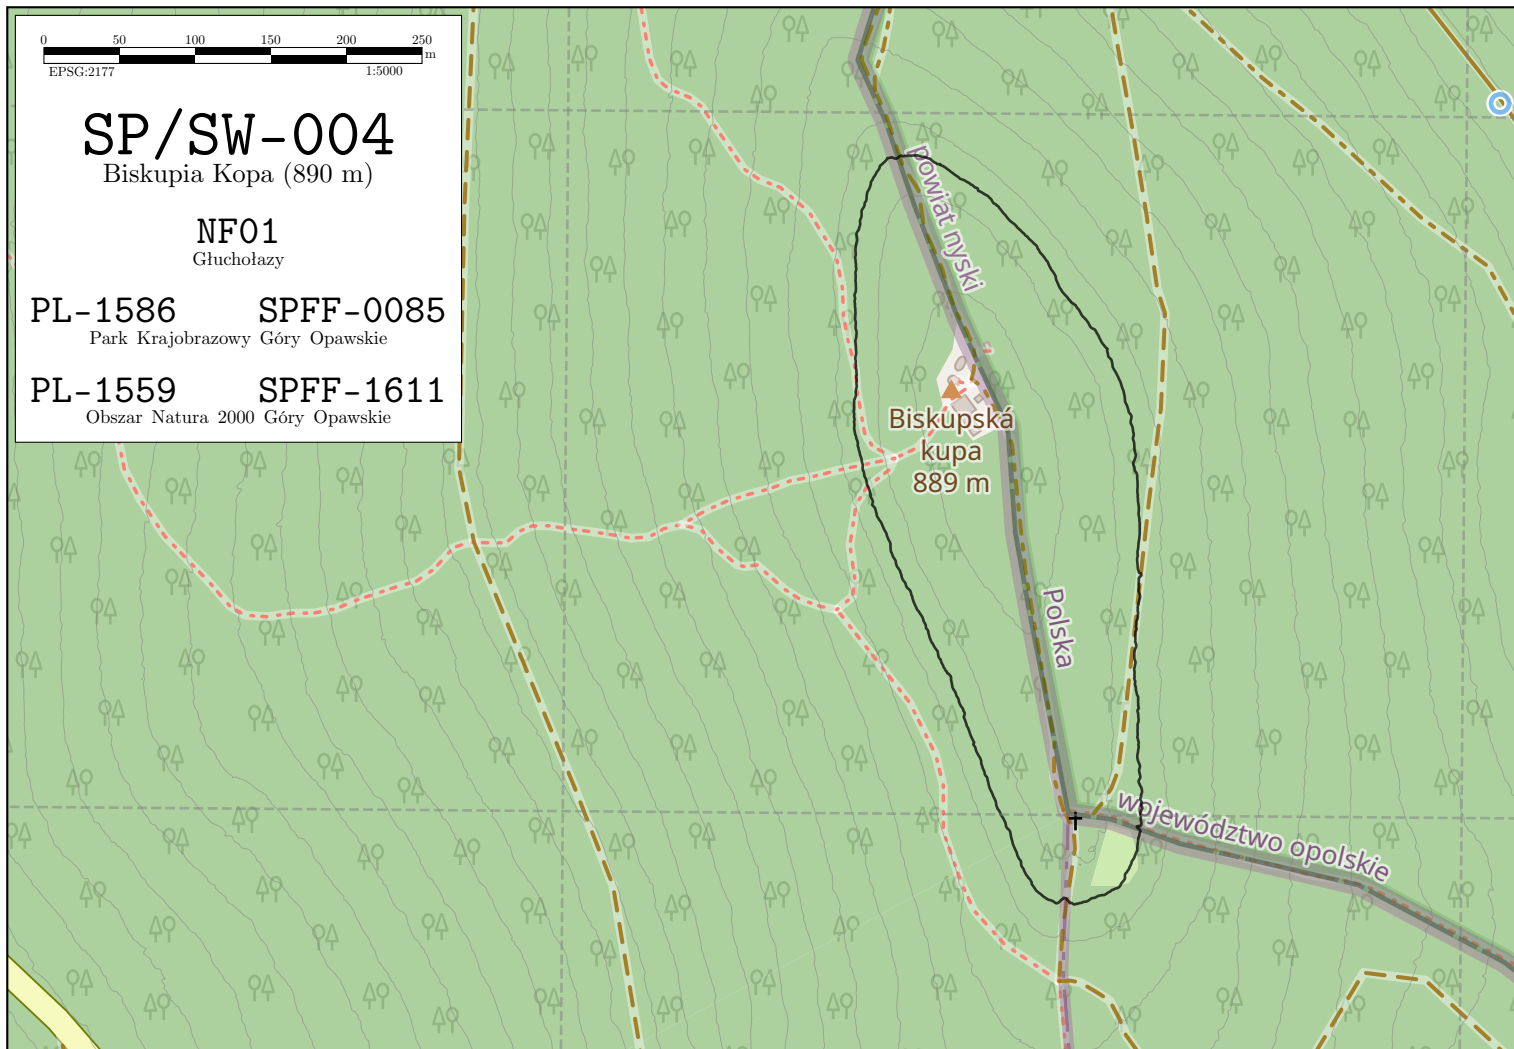 0 50 100 150 200 250
m
EPSG:2177 1:5000
SP/SW-004
Biskupia Kopa (890 m)
NF01
Głuchołazy
PL-1586 SPFF-0085
Park Krajobrazowy Góry Opawskie
PL-1559 SPFF-1611
Obszar Natura 2000 Góry Opawskie
powiat nyski
Biskupská
kupa
889 m
Polska
województwo opolskie